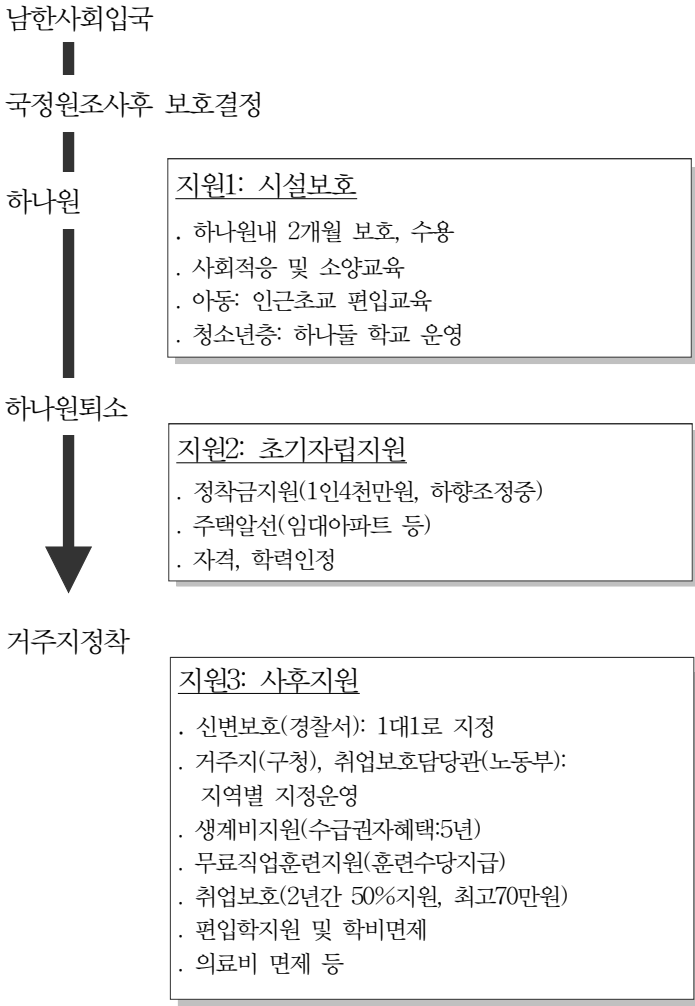 남한사회입국
국정원조사후 보호결정
하나원
지원1: 시설보호
. 하나원내 2개월 보호, 수용
. 사회적응 및 소양교육
. 아동: 인근초교 편입교육
. 청소년층: 하나둘 학교 운영
하나원퇴소
지원2: 초기자립지원
. 정착금지원(1인4천만원, 하향조정중)
. 주택알선(임대아파트 등)
. 자격, 학력인정
거주지정착
지원3: 사후지원
. 신변보호(경찰서): 1대1로 지정
. 거주지(구청), 취업보호담당관(노동부):
지역별 지정운영
. 생계비지원(수급권자혜택:5년)
. 무료직업훈련지원(훈련수당지급)
. 취업보호(2년간 50%지원, 최고70만원)
. 편입학지원 및 학비면제
. 의료비 면제 등